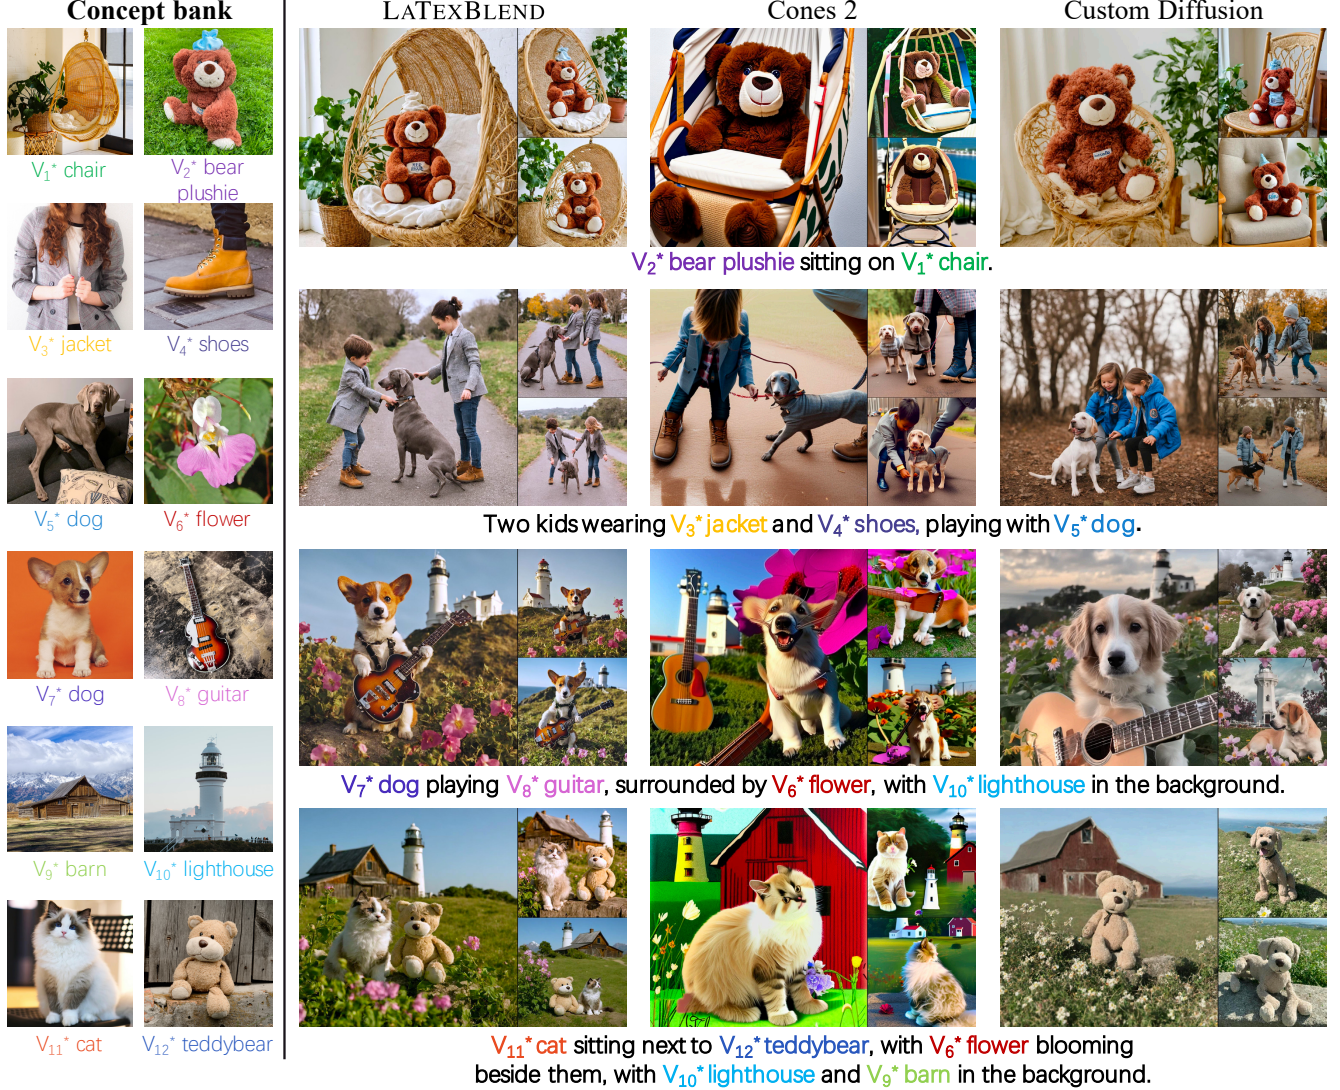 Concept bank
LATEXBLEND
Cones 2
Custom Diffusion
V1* chair
V2* bear
plushie
V3* jacket
V4* shoes
V5* dog
V6* flower
V7* dog
V8* guitar
V9* barn
V10* lighthouse
V11* cat
V12* teddybear
V2* bear plushie sitting on V1* chair.
Two kids wearing V3* jacket and V4* shoes, playing with V5* dog.
V7* dog playing V8* guitar, surrounded by V6* flower, with V10* lighthouse in the background.
V11* cat sitting next to V12* teddybear, with V6* flower blooming
beside them, with V10* lighthouse and V9* barn in the background.